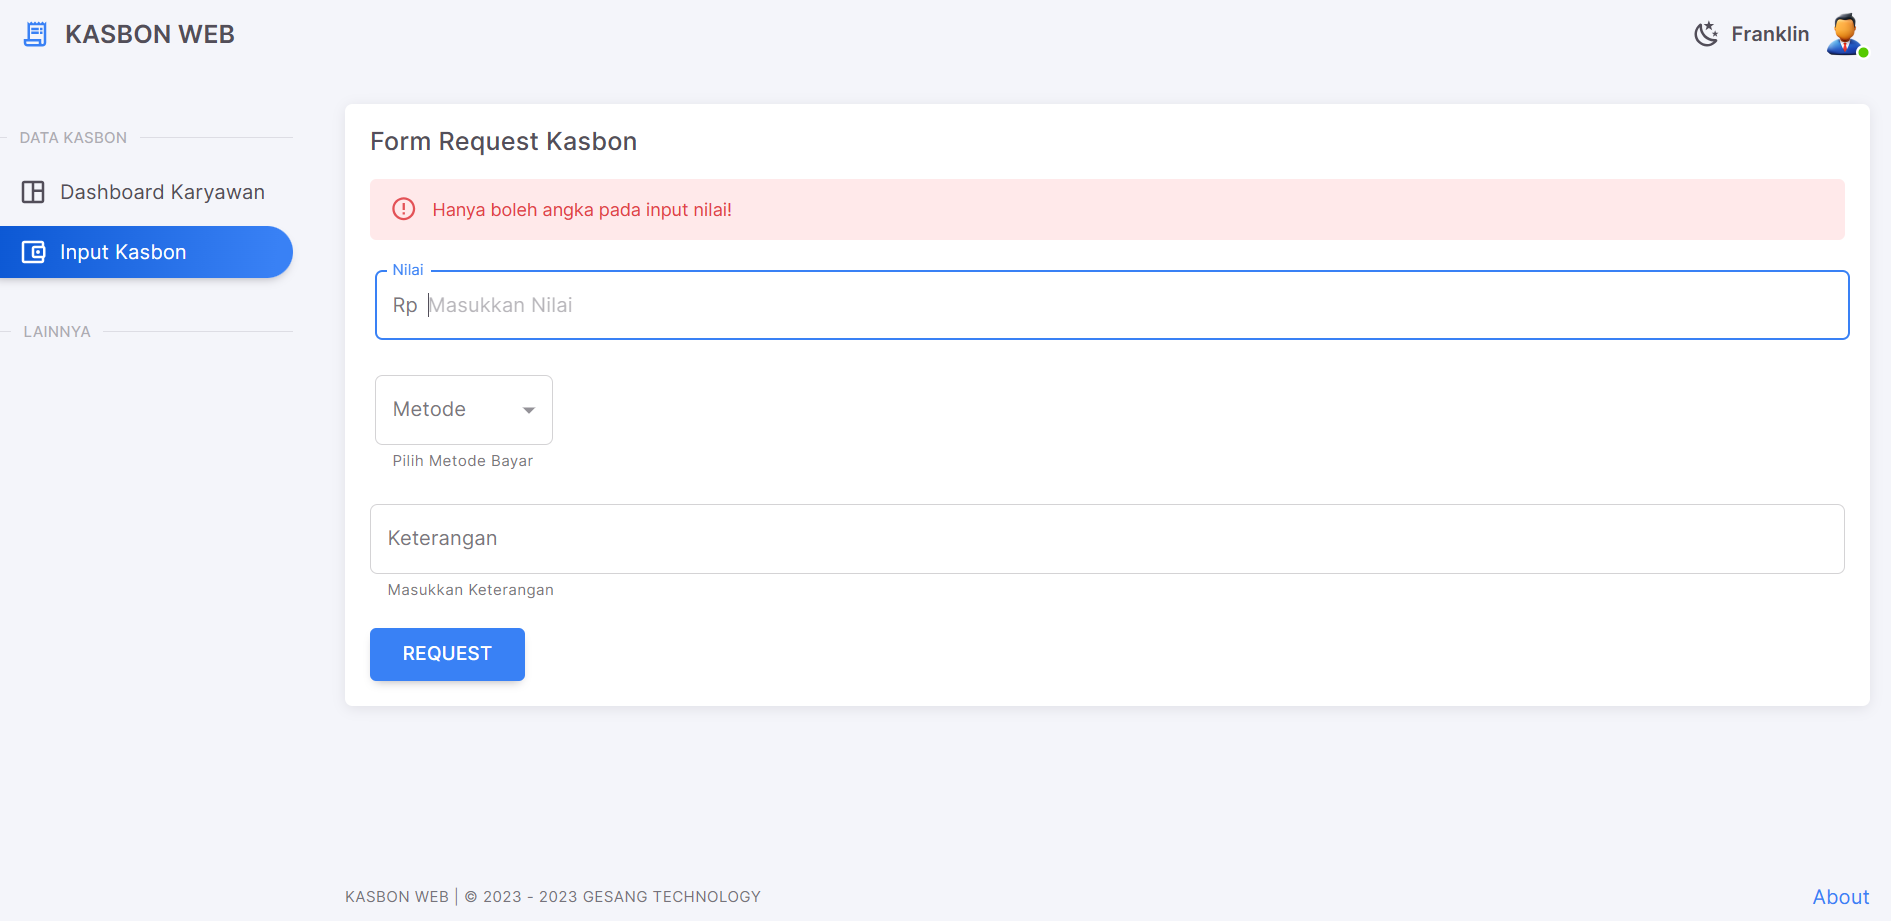 KASBON WEB
Franklin
DATA KASBON
Dashboard Karyawan
Input Kasbon
LAINNYA
Form Request Kasbon
Hanya boleh angka pada input nilai!
Nilai
Rp Masukkan Nilai
Metode
Pilih Metode Bayar
Keterangan
Masukkan Keterangan
REQUEST
KASBON WEB | © 2023 - 2023 GESANG TECHNOLOGY
About